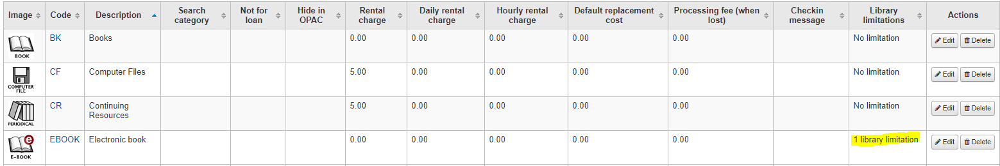 Image Code Description Search category Not for loan Hide in OPAC Rental charge Daily rental charge Hourly rental charge Default replacement cost Processing fee (when lost) Checkin message Library limitations Actions
BOOK BK Books 0.00 0.00 0.00 0.00 0.00 No limitation Edit Delete
COMPUTER FILE CF Computer Files 5.00 0.00 0.00 0.00 0.00 No limitation Edit Delete
PERIODICAL CR Continuing Resources 5.00 0.00 0.00 0.00 0.00 No limitation Edit Delete
e E-BOOK EBOOK Electronic book 0.00 0.00 0.00 0.00 0.00 1 library limitation Edit Delete